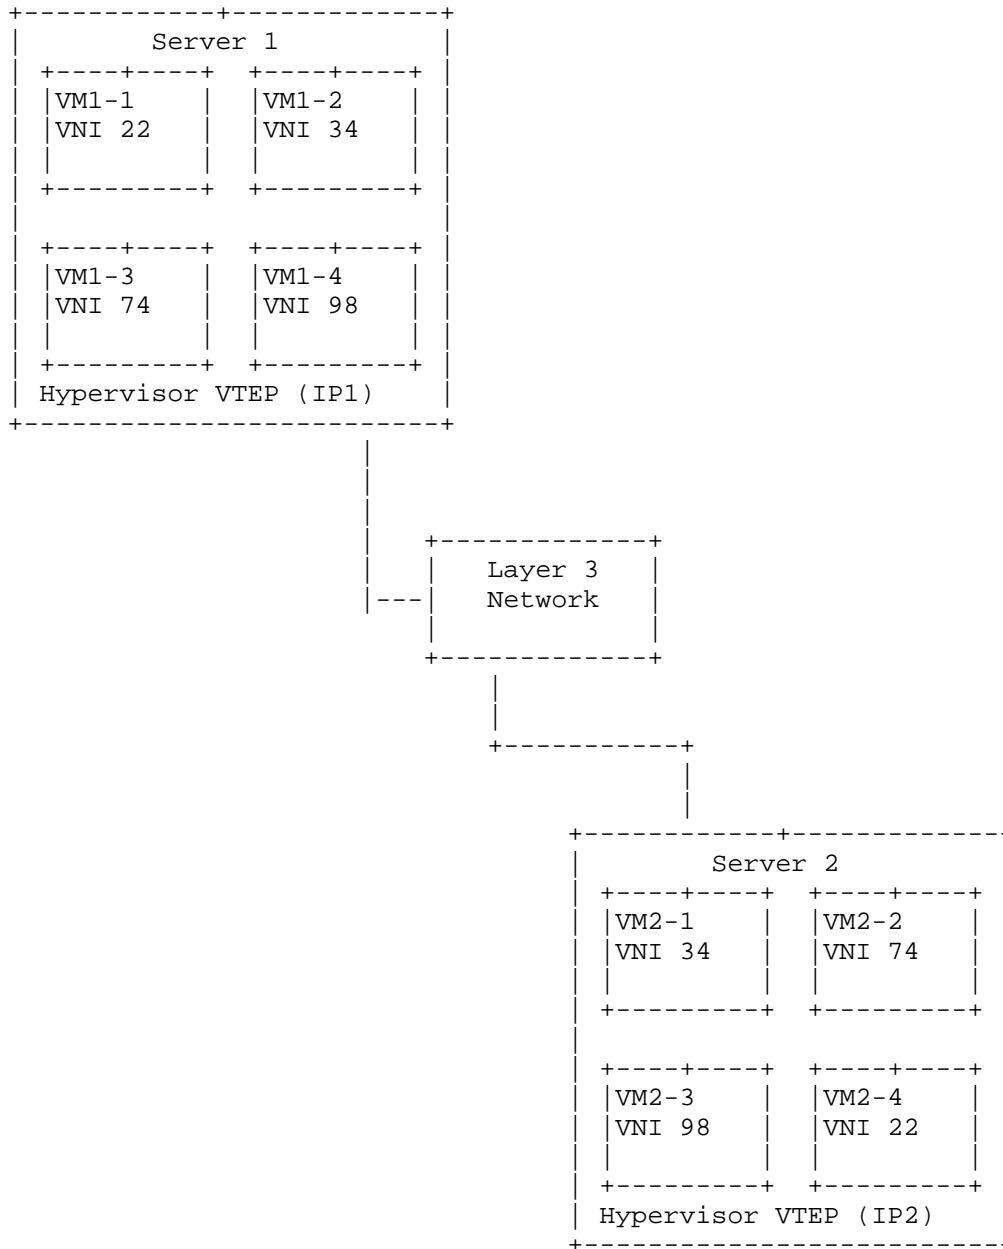 Server 1
VM1-1 VM1-2
VNI 22 VNI 34
VM1-3 VM1-4
VNI 74 VNI 98
Hypervisor VTEP (IP1)
Layer 3
Network
Server 2
VM2-1 VM2-2
VNI 34 VNI 74
VM2-3 VM2-4
VNI 98 VNI 22
Hypervisor VTEP (IP2)